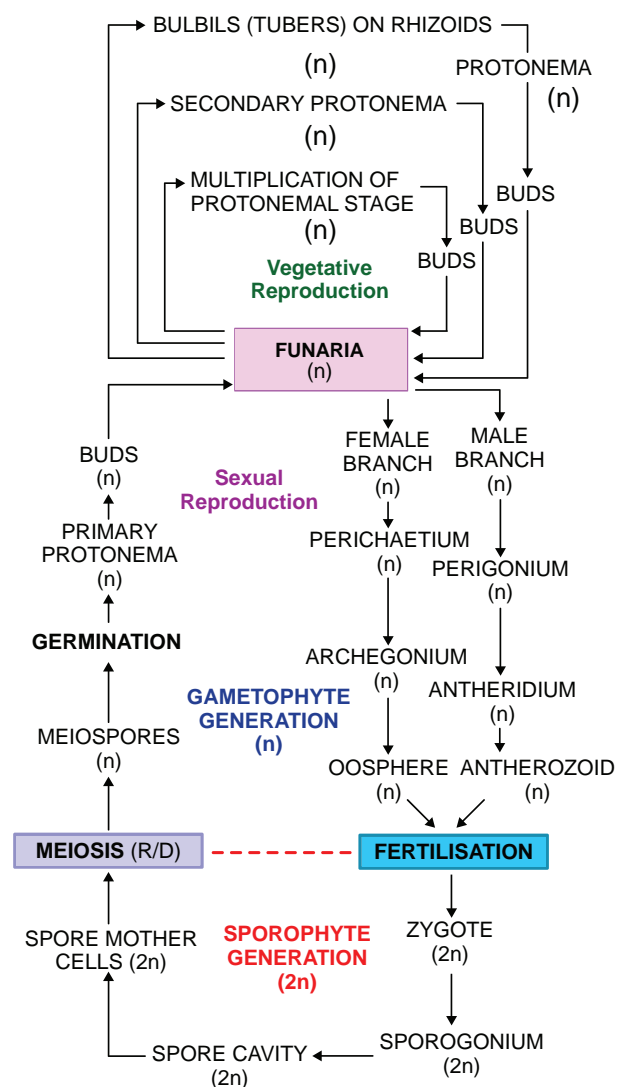 BULBILS (TUBERS) ON RHIZOIDS
(n)
PROTONEMA
(n)
SECONDARY PROTONEMA
(n)
MULTIPLICATION OF
PROTONEMAL STAGE
(n)
BUDS
BUDS
BUDS
Vegetative
Reproduction
FUNARIA
(n)
BUDS
(n)
PRIMARY
PROTONEMA
(n)
GERMINATION
MEIOSPORES
(n)
Sexual
Reproduction
FEMALE
BRANCH
(n)
MALE
BRANCH
(n)
PERICHAETIUM
(n)
PERIGONIUM
(n)
ARCHEGONIUM
(n)
ANTHERIDIUM
(n)
GAMETOPHYTE
GENERATION
(n)
OOSPHERE
(n)
ANTHEROZOID
(n)
MEIOSIS (R/D)
FERTILISATION
SPORE MOTHER
CELLS (2n)
SPOROPHYTE
GENERATION
(2n)
ZYGOTE
(2n)
SPOROGONIUM
(2n)
SPORE CAVITY
(2n)